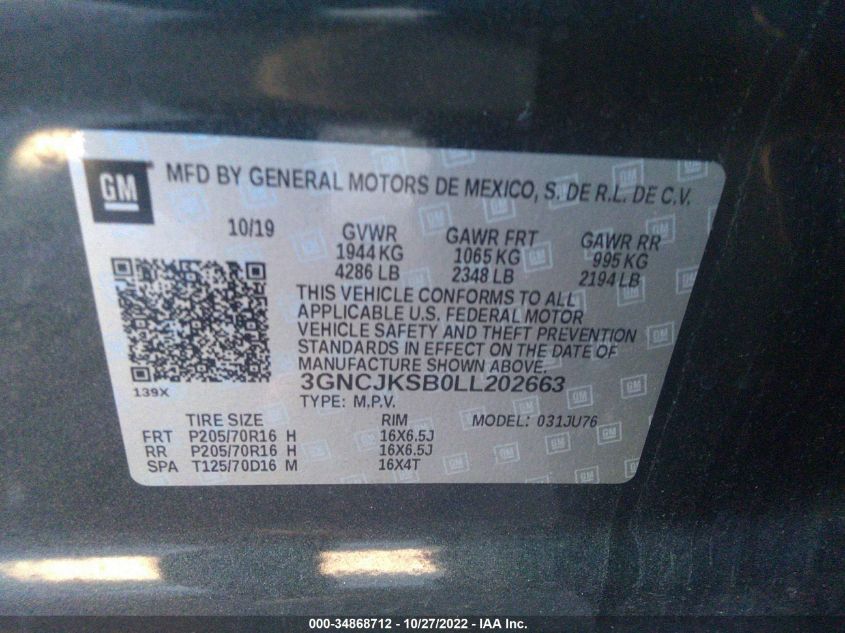 GM
MFD BY GENERAL MOTORS DE MEXICO, S. DE R.L. DE C.V.
10/19 GVWR GAWR FRT GAWR RR
1944 KG 1065 KG 995 KG
4286 LB 2348 LB 2194 LB
THIS VEHICLE CONFORMS TO ALL
APPLICABLE U.S. FEDERAL MOTOR
VEHICLE SAFETY AND THEFT PREVENTION
STANDARDS IN EFFECT ON THE DATE OF
MANUFACTURE SHOWN ABOVE.
139X
3GNCJKSB0LL202663
TYPE: M.P.V. MODEL: 031JU76
TIRE SIZE RIM
FRT P205/70R16 H 16X6.5J
RR P205/70R16 H 16X6.5J
SPA T125/70D16 M 16X4T
000-34868712 - 10/27/2022 - IAA Inc.